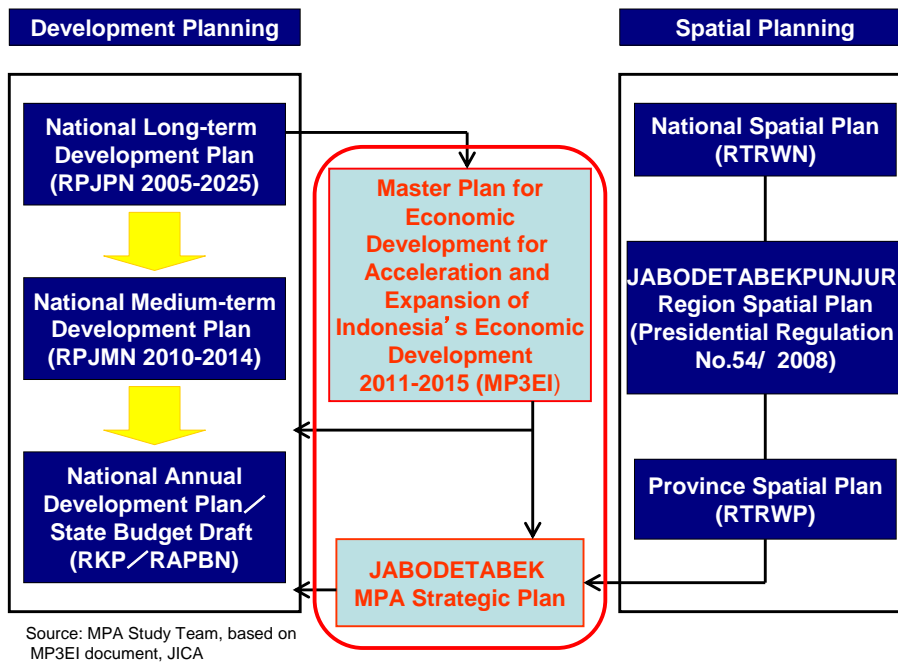 Development Planning
Spatial Planning
National Long-term
Development Plan
(RPJPN 2005-2025)
National Medium-term
Development Plan
(RPJMN 2010-2014)
National Annual
Development Plan／
State Budget Draft
(RKP／RAPBN)
Master Plan for
Economic
Development for
Acceleration and
Expansion of
Indonesia’s Economic
Development
2011-2015 (MP3EI)
JABODETABEK
MPA Strategic Plan
National Spatial Plan
(RTRWN)
JABODETABEKPUNJUR
Region Spatial Plan
(Presidential Regulation
No.54/ 2008)
Province Spatial Plan
(RTRWP)
Source: MPA Study Team, based on
MP3EI document, JICA